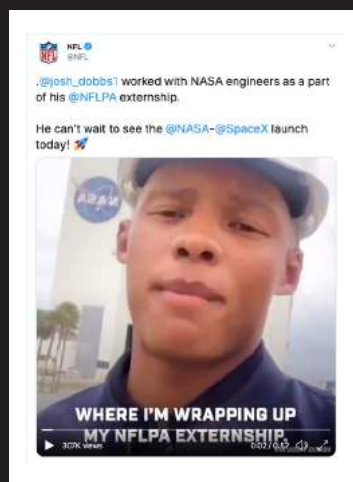 NFL
@NFL
.@josh_dobbs1 worked with NASA engineers as a part
of his @NFLPA externship.
He can't wait to see the @NASA-@SpaceX launch
today! 🚀
NASA
WHERE I'M WRAPPING UP
MY NFLPA EXTERNSHIP.
307K views